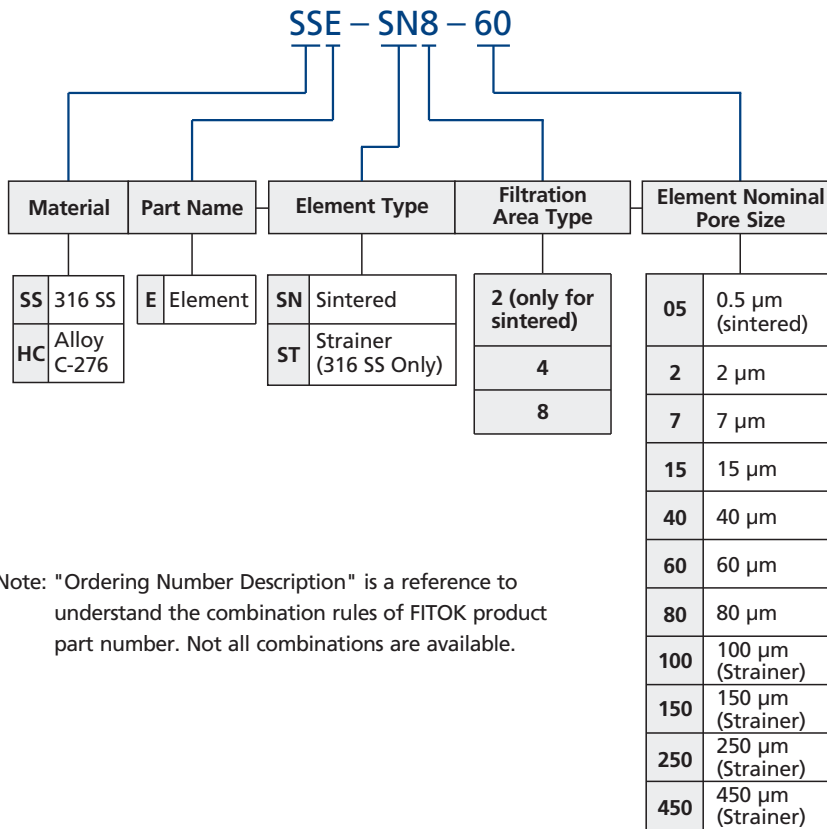 SSE – SN8 – 60
Material
Part Name
Element Type
Filtration
Area Type
Element Nominal
Pore Size
SS 316 SS
HC Alloy
C-276
E Element
SN Sintered
ST Strainer
(316 SS Only)
2 (only for
sintered)
4
8
05 0.5 µm
(sintered)
2 2 µm
7 7 µm
15 15 µm
40 40 µm
60 60 µm
80 80 µm
100 100 µm
(Strainer)
150 150 µm
(Strainer)
250 250 µm
(Strainer)
450 450 µm
(Strainer)
Note: "Ordering Number Description" is a reference to
understand the combination rules of FITOK product
part number. Not all combinations are available.